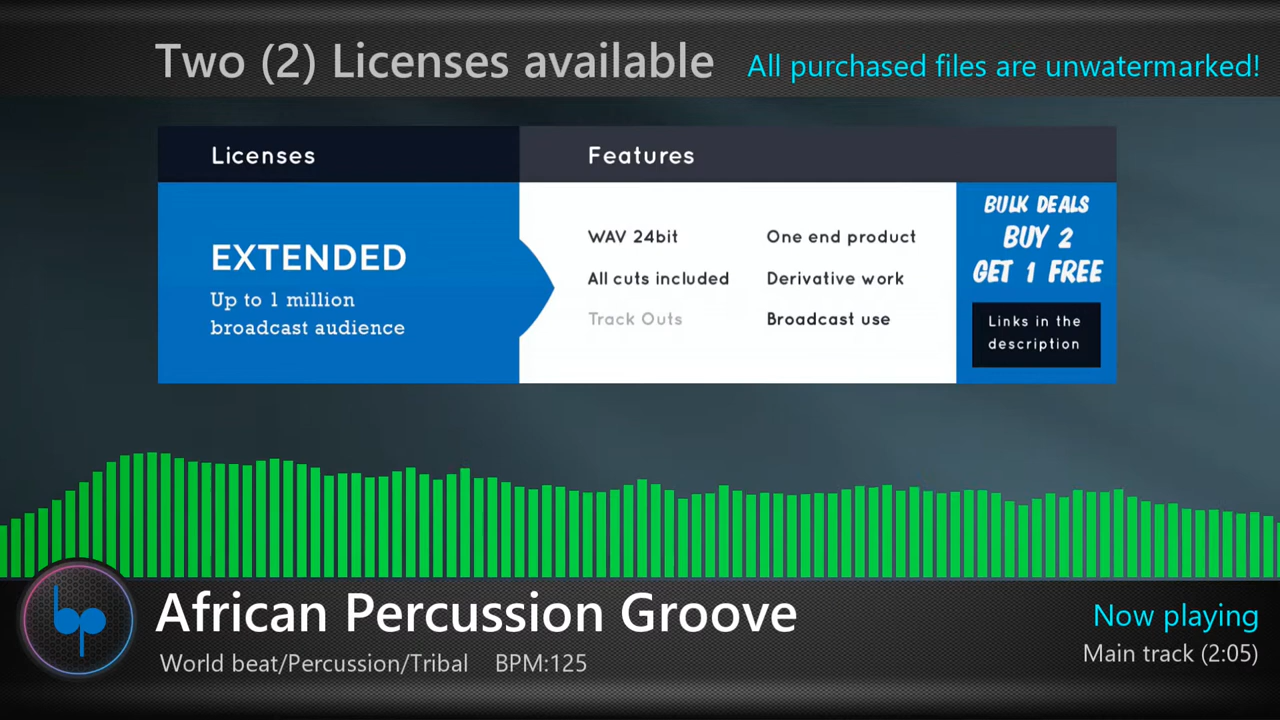 Two (2) Licenses available
All purchased files are unwatermarked!
Licenses
Features
EXTENDED
Up to 1 million
broadcast audience
WAV 24bit
One end product
All cuts included
Derivative work
Track Outs
Broadcast use
BULK DEALS
BUY 2
GET 1 FREE
Links in the
description
bp
African Percussion Groove
World beat/Percussion/Tribal BPM:125
Now playing
Main track (2:05)